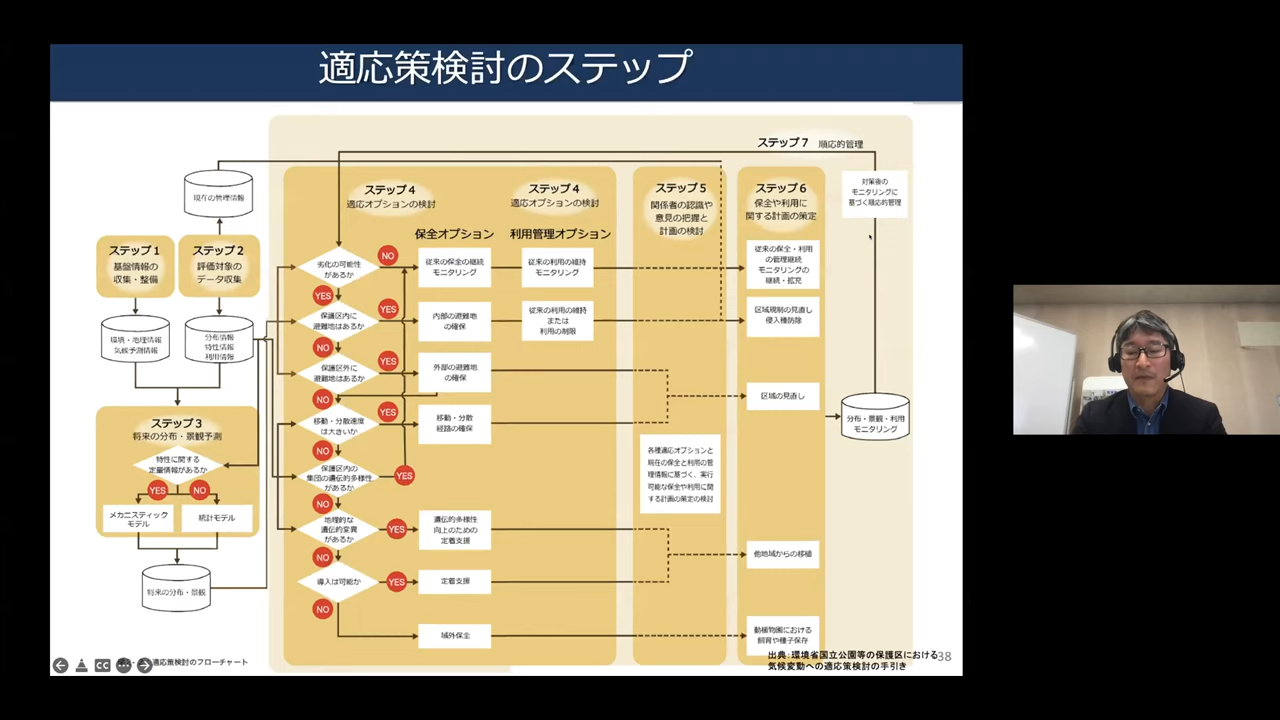 適応策検討のステップ
ステップ7 順応的管理
現在の管理情報
ステップ1
基盤情報の
収集・整備
ステップ2
評価対象の
データ収集
環境・地理情報
気候予測情報
分布情報
特性情報
利用情報
ステップ3
将来の分布・景観予測
特性に関する
定量情報があるか
YES
NO
メカニスティック
モデル
統計モデル
将来の分布・景観
ステップ4
適応オプションの検討
保全オプション
劣化の可能性
があるか
NO
従来の保全の継続
モニタリング
YES
保護区内に
避難地はあるか
YES
内部の避難地
の確保
NO
保護区外に
避難地はあるか
YES
外部の避難地
の確保
NO
移動・分散速度
は大きいか
YES
移動・分散
経路の確保
NO
保護区内の
集団の遺伝的多様性
があるか
YES
NO
地理的な
遺伝的変異
があるか
YES
遺伝的多様性
向上のための
定着支援
NO
導入は可能か
YES
定着支援
NO
域外保全
ステップ4
適応オプションの検討
利用管理オプション
従来の利用の維持
モニタリング
従来の利用の維持
または
利用の制限
ステップ5
関係者の認識や
意見の把握と
計画の検討
各種適応オプションと
現在の保全と利用の管
理情報に基づく、実行
可能な保全や利用に関
する計画の策定の検討
ステップ6
保全や利用に
関する計画の策定
従来の保全・利用
の管理継続
モニタリングの
継続・拡充
区域規制の見直し
侵入種防除
区域の見直し
他地域からの移植
動植物園における
飼育や種子保存
対策後の
モニタリングに
基づく順応的管理
分布・景観・利用
モニタリング
CC
適応策検討のフローチャート
出典：環境省国立公園等の保護区における
気候変動への適応策検討の手引き
38